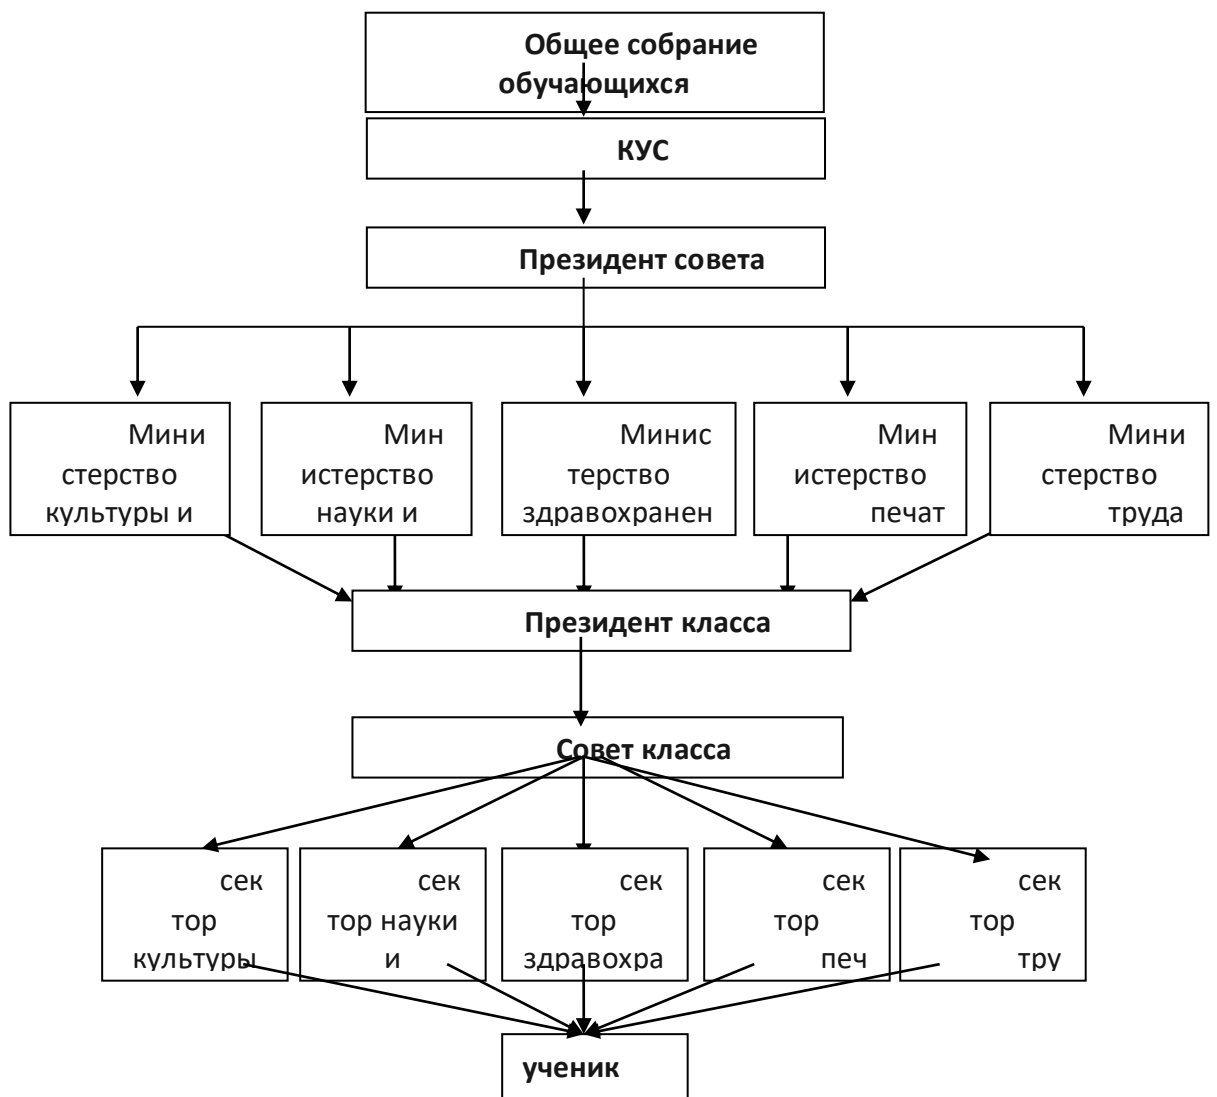 Общее собрание
обучающихся
КУС
Президент совета
Мини
стерство
культуры и
Мин
истерство
науки и
Минис
терство
здравохранен
Мин
истерство
печат
Мини
стерство
труда
Президент класса
Совет класса
сек
тор
культуры
сек
тор науки
и
сек
тор
здравохра
сек
тор
печ
сек
тор
тру
ученик